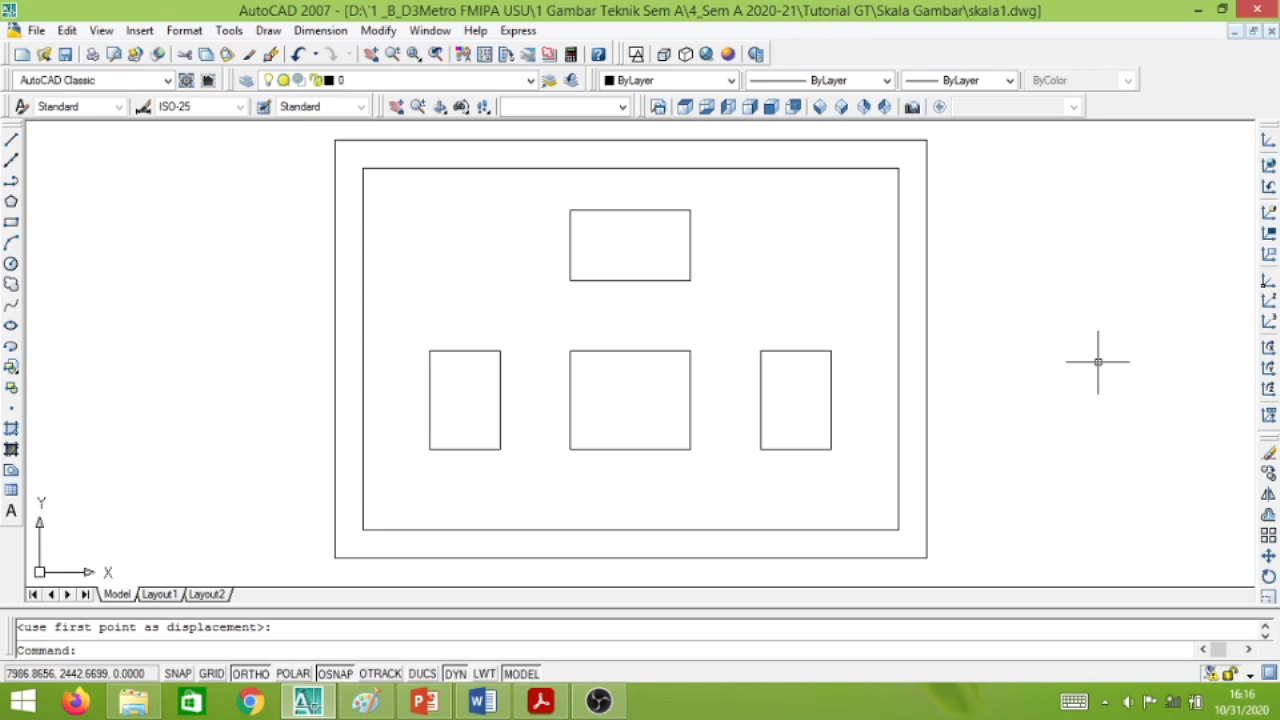 AutoCAD 2007 - [D:\'1 _B_D3Metro FMIPA USU\1 Gambar Teknik Sem A\4_Sem A 2020-21\Tutorial GT\Skala Gambar\skala1.dwg]
File Edit View Insert Format Tools Draw Dimension Modify Window Help Express
AutoCAD Classic 0 ByLayer ByLayer ByLayer ByColor
Standard ISO-25 Standard
Y
X
Model Layout1 Layout2
<use first point as displacement>:
Command:
7986.8656, 2442.6699, 0.0000 SNAP GRID ORTHO POLAR OSNAP OTRACK DUCS DYN LWT MODEL
16:16
10/31/2020